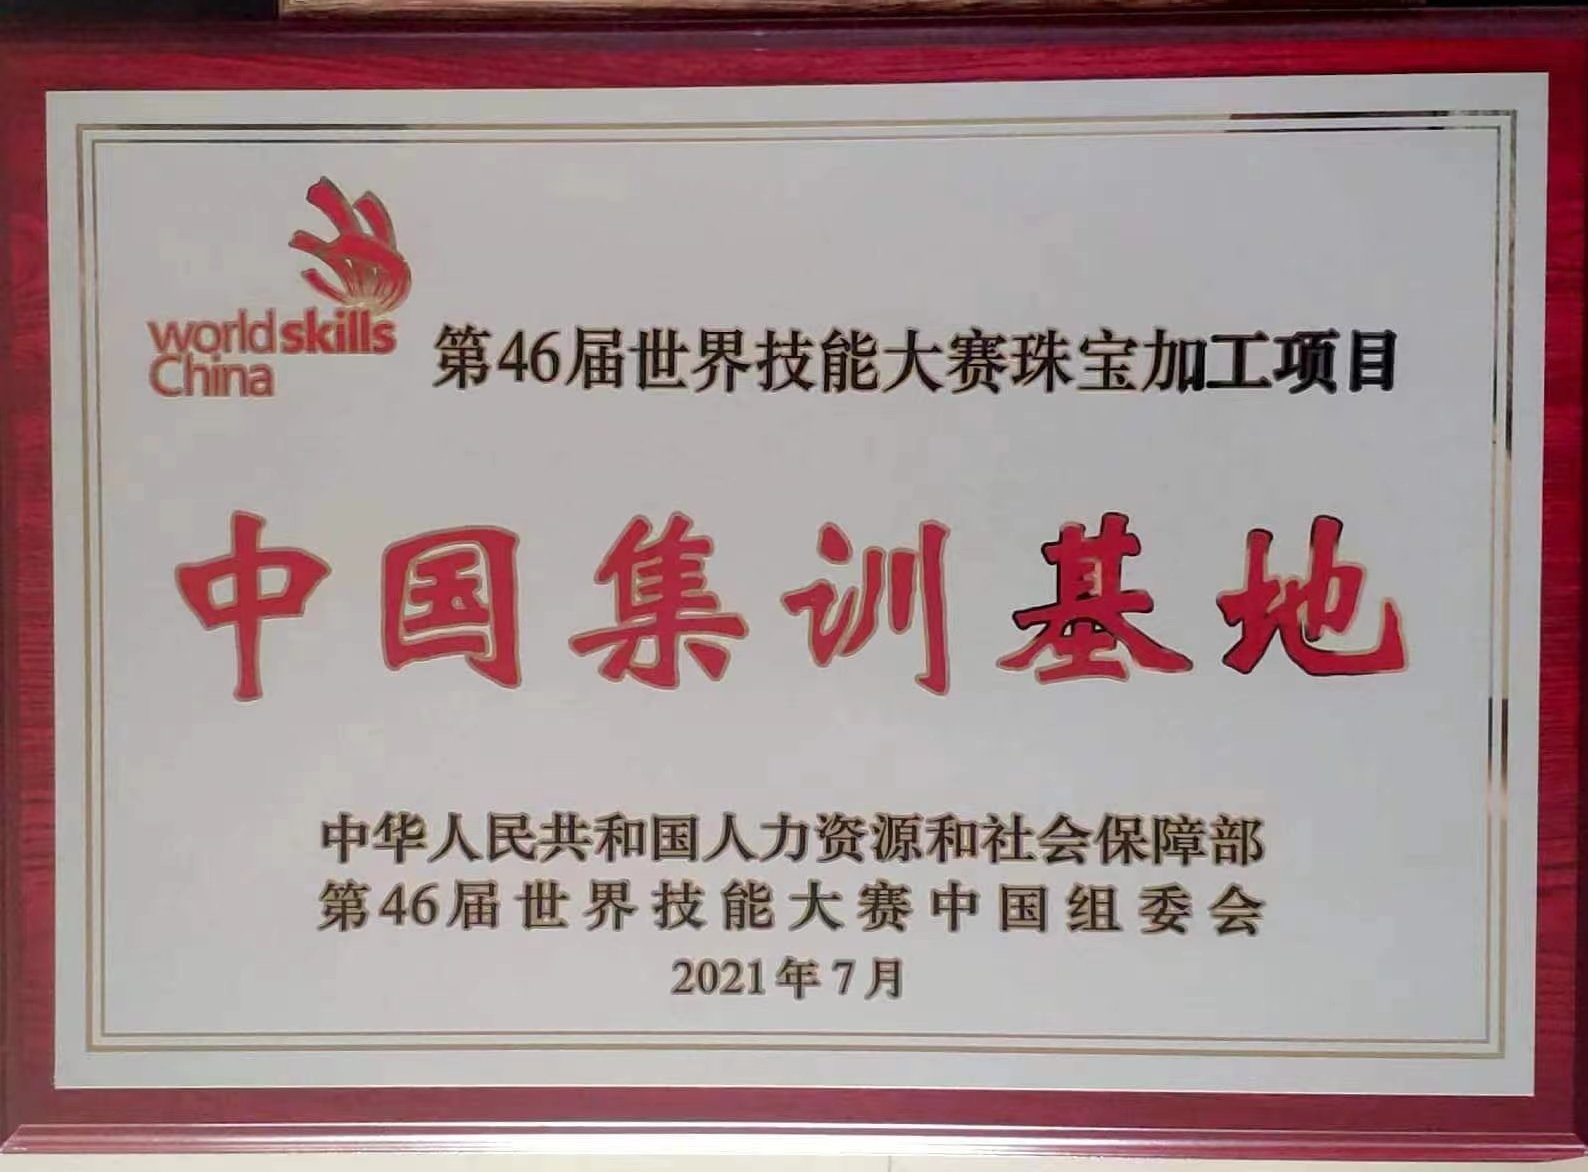 worldskills
China
第46届世界技能大赛珠宝加工项目
中国集训基地
中华人民共和国人力资源和社会保障部
第46届世界技能大赛中国组委会
2021年7月